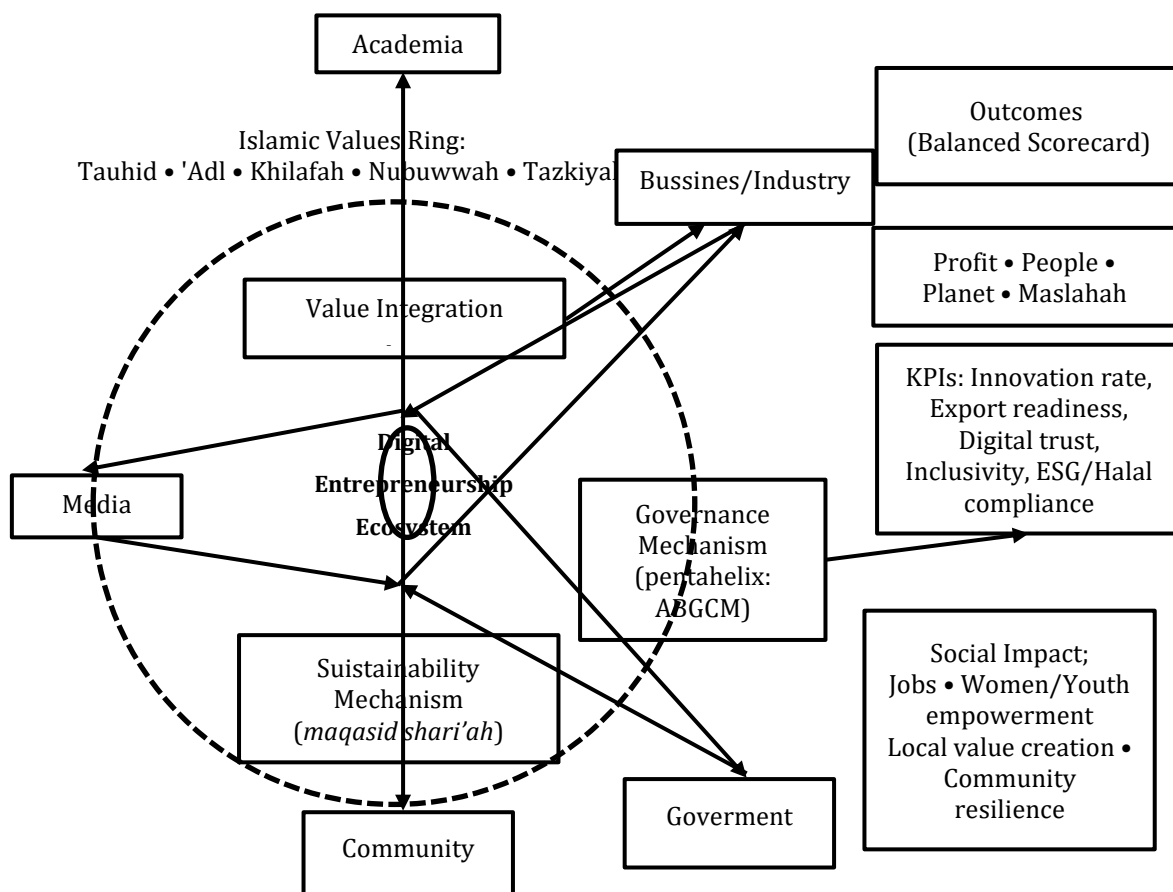 Academia
Islamic Values Ring:
Tauhid • 'Adl • Khilafah • Nubuwwah • Tazkiyah
Bussines/Industry
Outcomes
(Balanced Scorecard)
Profit • People •
Planet • Maslahah
Value Integration
KPIs: Innovation rate,
Export readiness,
Digital trust,
Inclusivity, ESG/Halal
compliance
Digital
Entrepreneurship
Ecosystem
Media
Governance
Mechanism
(pentahelix:
ABGCM)
Suistainability
Mechanism
(maqasid shari’ah)
Social Impact;
Jobs • Women/Youth
empowerment
Local value creation •
Community
resilience
Goverment
Community